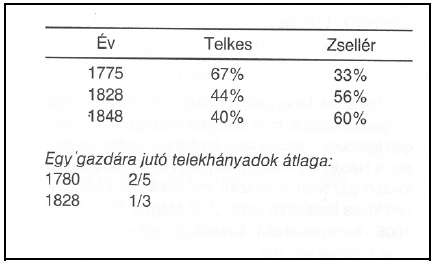 Év Telkes Zsellér
1775 67% 33%
1828 44% 56%
1848 40% 60%
Egy gazdára jutó telekhányadok átlaga:
1780 2/5
1828 1/3